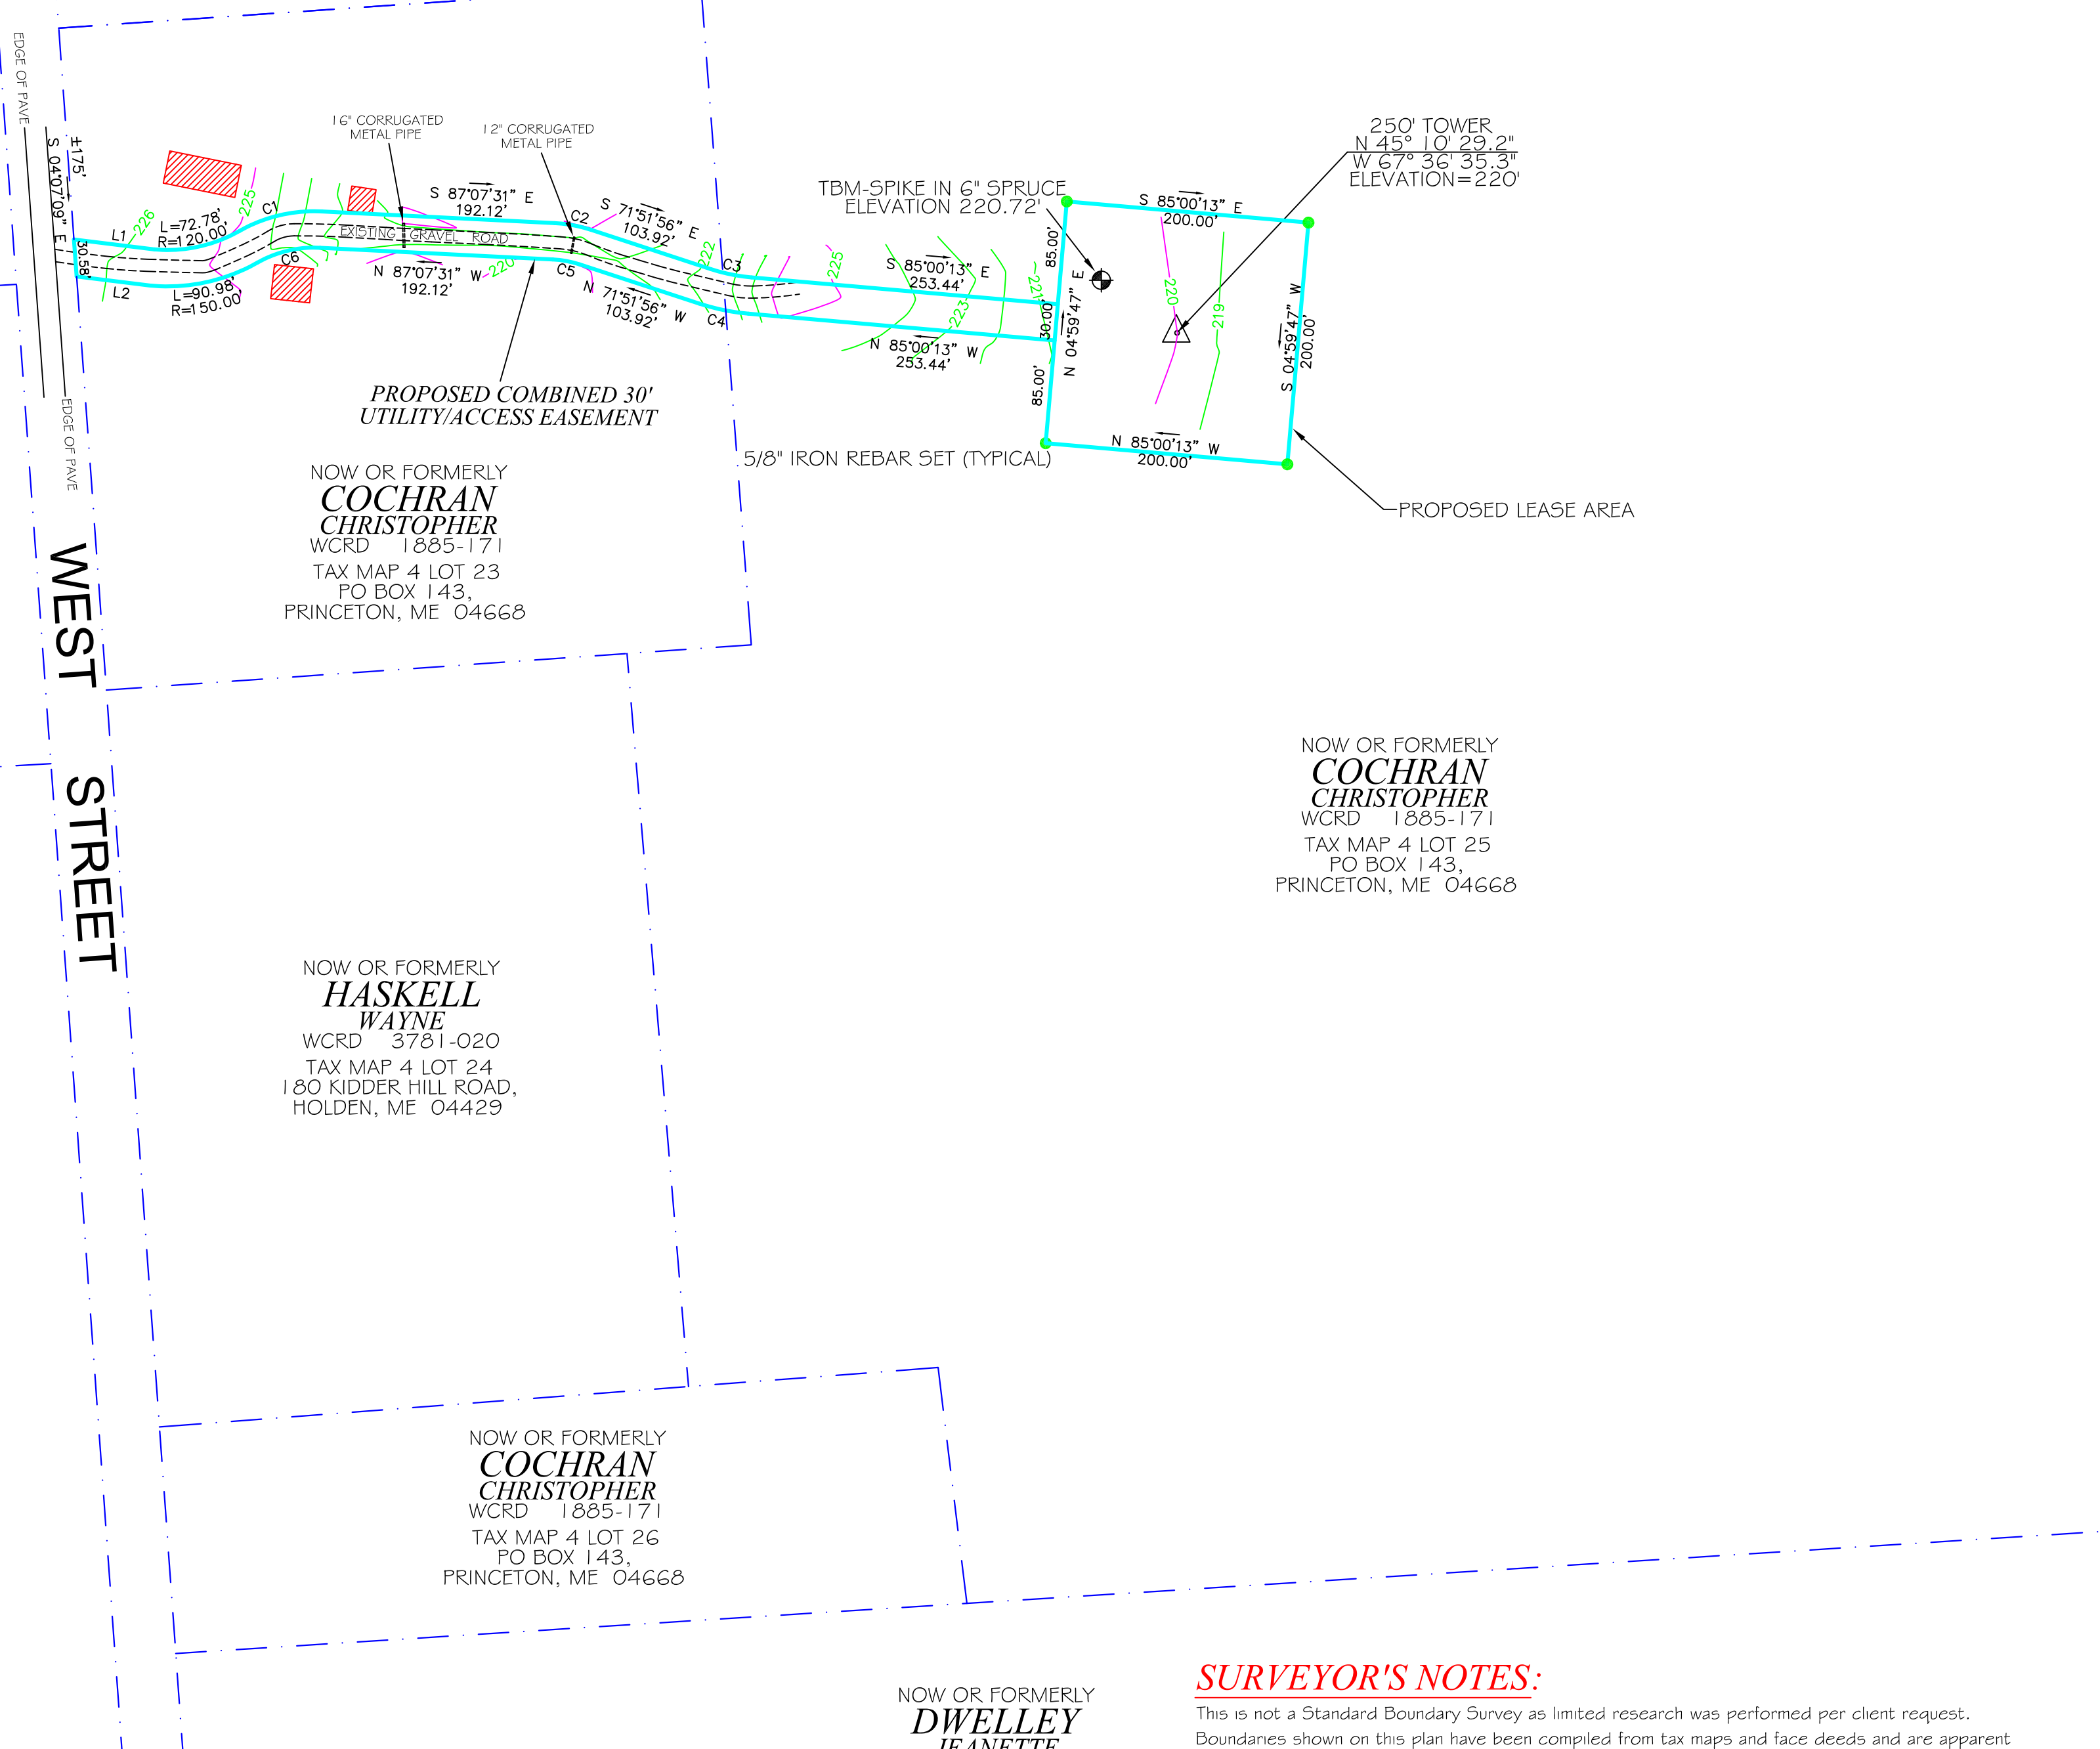 EDGE OF PAVE
S 04°07'09" E
±175'
30.58'
EDGE OF PAVE
L1
L2
226
L=72.78'
R=120.00'
L=90.98'
R=150.00'
225
C1
C6
16" CORRUGATED
METAL PIPE
12" CORRUGATED
METAL PIPE
S 87°07'31" E
192.12'
EXISTING GRAVEL ROAD
N 87°07'31" W
192.12'
220
C2
C5
S 71°51'56" E
103.92'
N 71°51'56" W
103.92'
222
C3
C4
225
S 85°00'13" E
253.44'
223
N 85°00'13" W
253.44'
221
PROPOSED COMBINED 30'
UTILITY/ACCESS EASEMENT
TBM-SPIKE IN 6" SPRUCE
ELEVATION 220.72'
85.00'
30.00'
85.00'
N 04°59'47" E
S 85°00'13" E
200.00'
220
219
S 04°59'47" W
200.00'
N 85°00'13" W
200.00'
250' TOWER
N 45° 10' 29.2"
W 67° 36' 35.3"
ELEVATION=220'
5/8" IRON REBAR SET (TYPICAL)
PROPOSED LEASE AREA
NOW OR FORMERLY
COCHRAN
CHRISTOPHER
WCRD 1885-171
TAX MAP 4 LOT 23
PO BOX 143,
PRINCETON, ME 04668
WEST STREET
NOW OR FORMERLY
COCHRAN
CHRISTOPHER
WCRD 1885-171
TAX MAP 4 LOT 25
PO BOX 143,
PRINCETON, ME 04668
NOW OR FORMERLY
HASKELL
WAYNE
WCRD 3781-020
TAX MAP 4 LOT 24
180 KIDDER HILL ROAD,
HOLDEN, ME 04429
NOW OR FORMERLY
COCHRAN
CHRISTOPHER
WCRD 1885-171
TAX MAP 4 LOT 26
PO BOX 143,
PRINCETON, ME 04668
NOW OR FORMERLY
DWELLEY
JEANETTE
SURVEYOR'S NOTES:
This is not a Standard Boundary Survey as limited research was performed per client request.
Boundaries shown on this plan have been compiled from tax maps and face deeds and are apparent